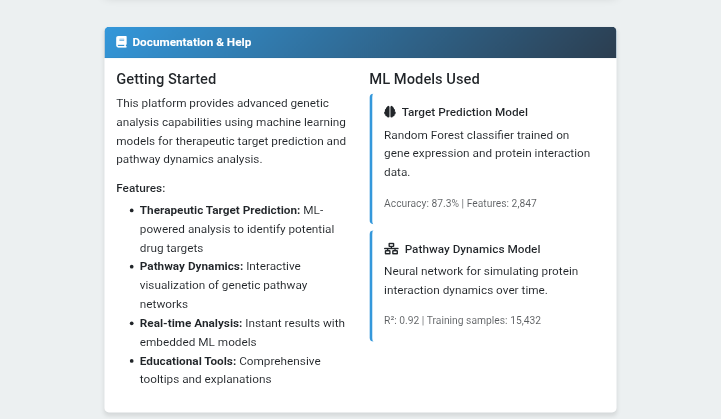 Documentation & Help
Getting Started
This platform provides advanced genetic
analysis capabilities using machine learning
models for therapeutic target prediction and
pathway dynamics analysis.
Features:
• Therapeutic Target Prediction: ML-
powered analysis to identify potential
drug targets
• Pathway Dynamics: Interactive
visualization of genetic pathway
networks
• Real-time Analysis: Instant results with
embedded ML models
• Educational Tools: Comprehensive
tooltips and explanations
ML Models Used
Target Prediction Model
Random Forest classifier trained on
gene expression and protein interaction
data.
Accuracy: 87.3% | Features: 2,847
Pathway Dynamics Model
Neural network for simulating protein
interaction dynamics over time.
R²: 0.92 | Training samples: 15,432